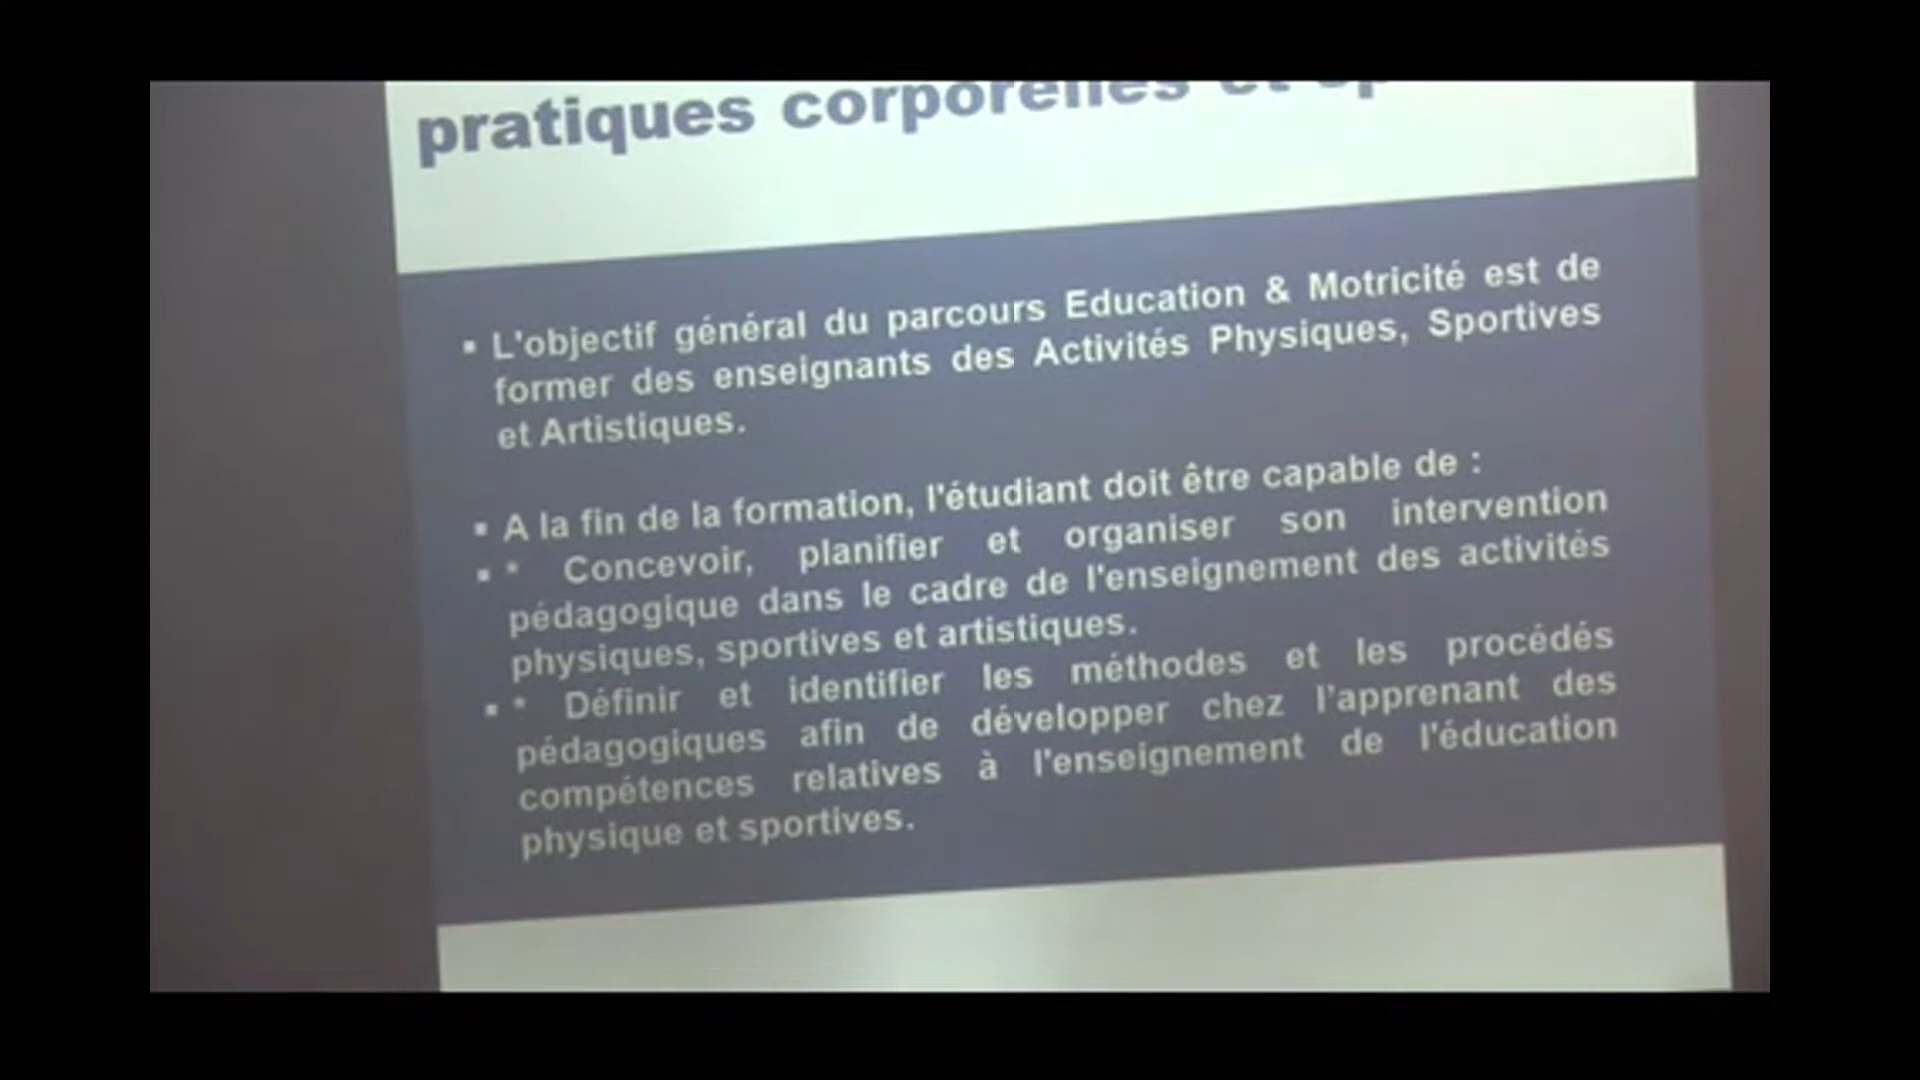 pratiques corporelles et
▪ L'objectif général du parcours Education & Motricité est de
former des enseignants des Activités Physiques, Sportives
et Artistiques.
▪ A la fin de la formation, l'étudiant doit être capable de :
▪ * Concevoir, planifier et organiser son intervention
pédagogique dans le cadre de l'enseignement des activités
physiques, sportives et artistiques.
▪ * Définir et identifier les méthodes et les procédés
pédagogiques afin de développer chez l'apprenant des
compétences relatives à l'enseignement de l'éducation
physique et sportives.